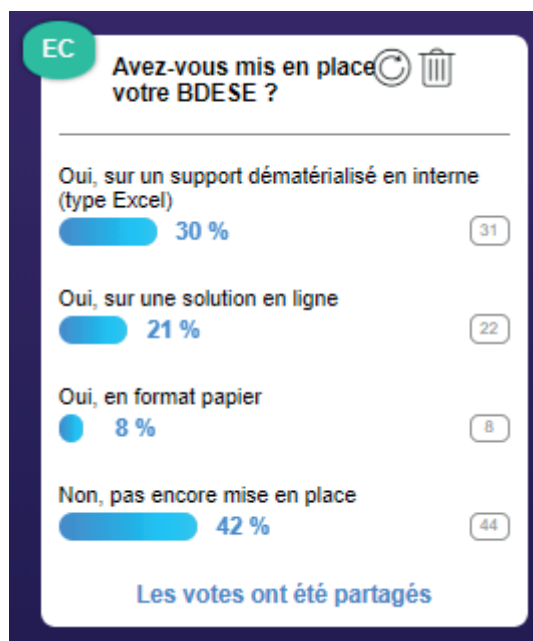 EC
Avez-vous mis en place
votre BDESE ?
Oui, sur un support dématérialisé en interne
(type Excel)
30 %
31
Oui, sur une solution en ligne
21 %
22
Oui, en format papier
8 %
8
Non, pas encore mise en place
42 %
44
Les votes ont été partagés